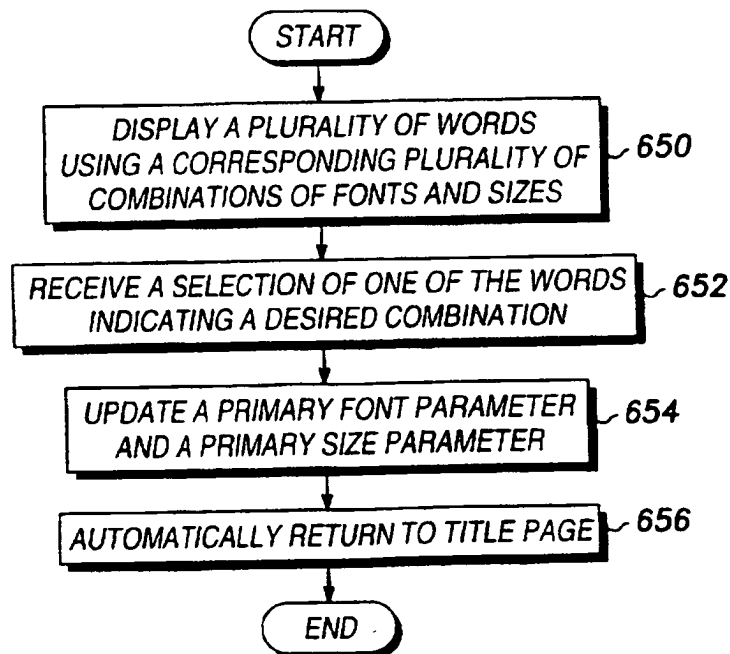 START
DISPLAY A PLURALITY OF WORDS
USING A CORRESPONDING PLURALITY OF
COMBINATIONS OF FONTS AND SIZES
650
RECEIVE A SELECTION OF ONE OF THE WORDS
INDICATING A DESIRED COMBINATION
652
UPDATE A PRIMARY FONT PARAMETER
AND A PRIMARY SIZE PARAMETER
654
AUTOMATICALLY RETURN TO TITLE PAGE
656
END